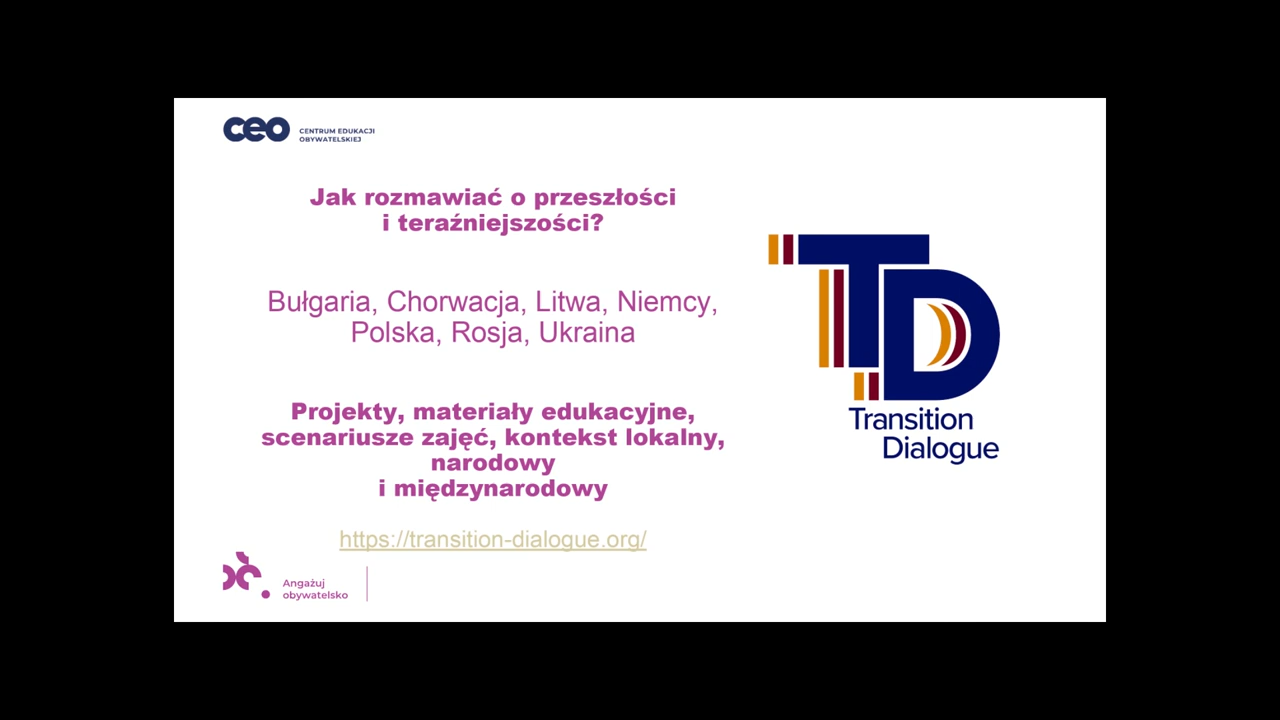 ceo CENTRUM EDUKACJI
OBYWATELSKIEJ
Jak rozmawiać o przeszłości
i teraźniejszości?
Bułgaria, Chorwacja, Litwa, Niemcy,
Polska, Rosja, Ukraina
Projekty, materiały edukacyjne,
scenariusze zajęć, kontekst lokalny,
narodowy
i międzynarodowy
https://transition-dialogue.org/
TD
Transition
Dialogue
Angażuj
obywatelsko